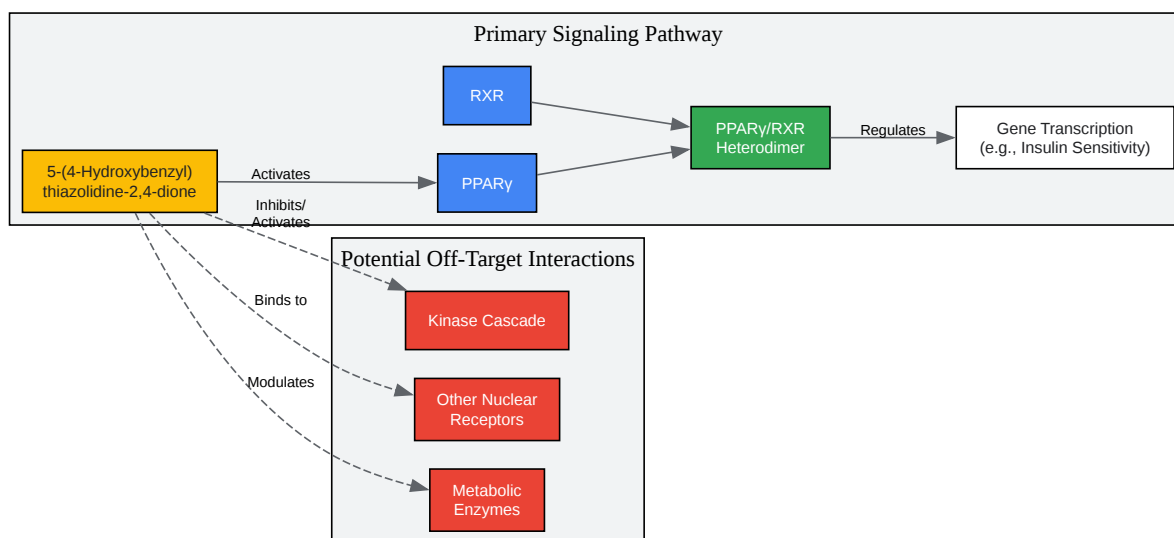 Primary Signaling Pathway
RXR
PPARγ/RXR
Heterodimer
Regulates
Gene Transcription
(e.g., Insulin Sensitivity)
5-(4-Hydroxybenzyl)
thiazolidine-2,4-dione
Activates
PPARγ
Inhibits/
Activates
Potential Off-Target Interactions
Binds to
Kinase Cascade
Modulates
Other Nuclear
Receptors
Metabolic
Enzymes